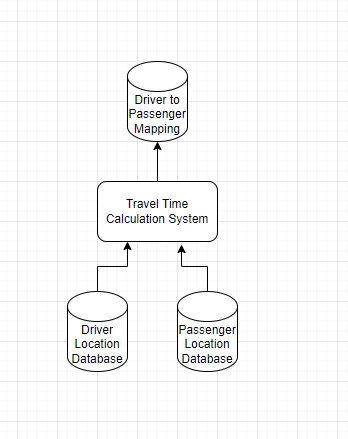 Driver to
Passenger
Mapping
Travel Time
Calculation System
Driver
Location
Database
Passenger
Location
Database